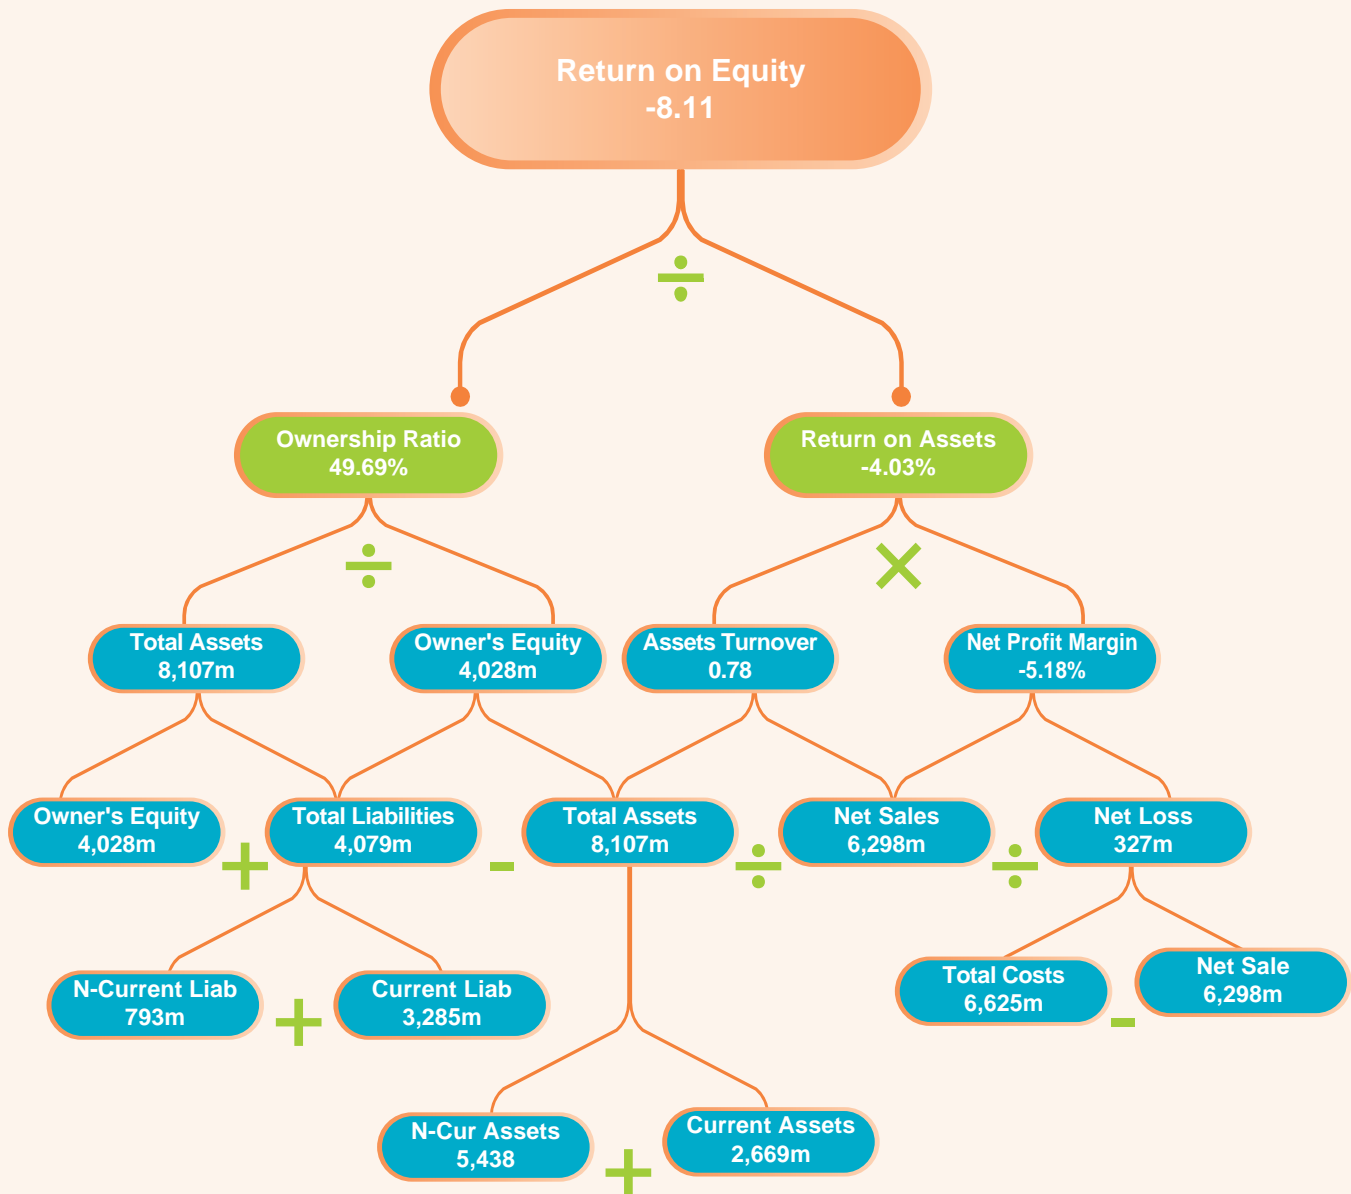 Return on Equity
-8.11
÷
Ownership Ratio
49.69%
Return on Assets
-4.03%
÷
×
Total Assets
8,107m
Owner's Equity
4,028m
Assets Turnover
0.78
Net Profit Margin
-5.18%
Owner's Equity
4,028m
+
Total Liabilities
4,079m
-
Total Assets
8,107m
÷
Net Sales
6,298m
÷
Net Loss
327m
N-Current Liab
793m
+
Current Liab
3,285m
Total Costs
6,625m
-
Net Sale
6,298m
N-Cur Assets
5,438
+
Current Assets
2,669m